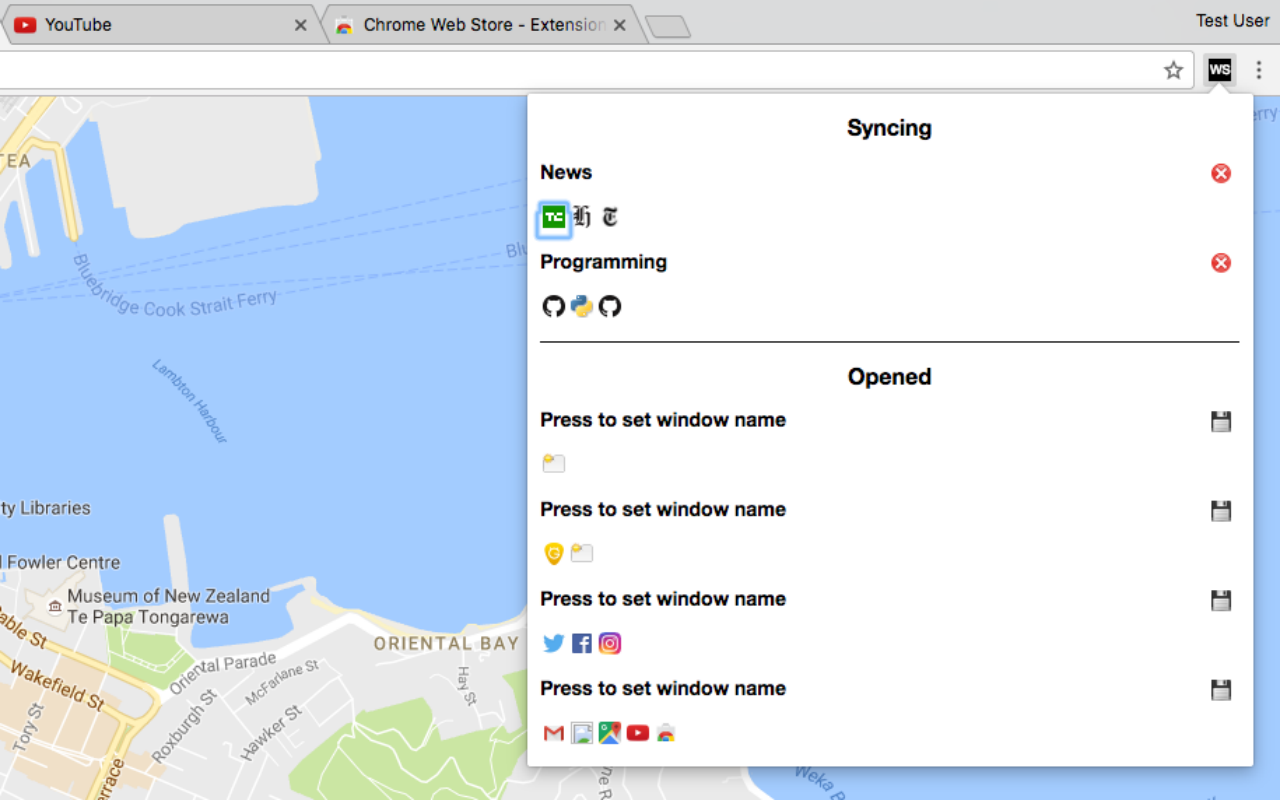 YouTube
Chrome Web Store - Extension
Test User
WS
Syncing
News
TC
Programming
Opened
Press to set window name
Press to set window name
G
Press to set window name
Press to set window name
TEA
erry
Blu
Bluebridge Cook Strait Ferry
Lambton Harbour
ty Libraries
l Fowler Centre
Museum of New Zealand
Te Papa Tongarewa
ORIENTAL BAY
able St
Oriental Parade
McFarlane St
Hay St
Wakefield St
Roxburgh St
Hawker St
Tory St
errace
ne R
Weka B